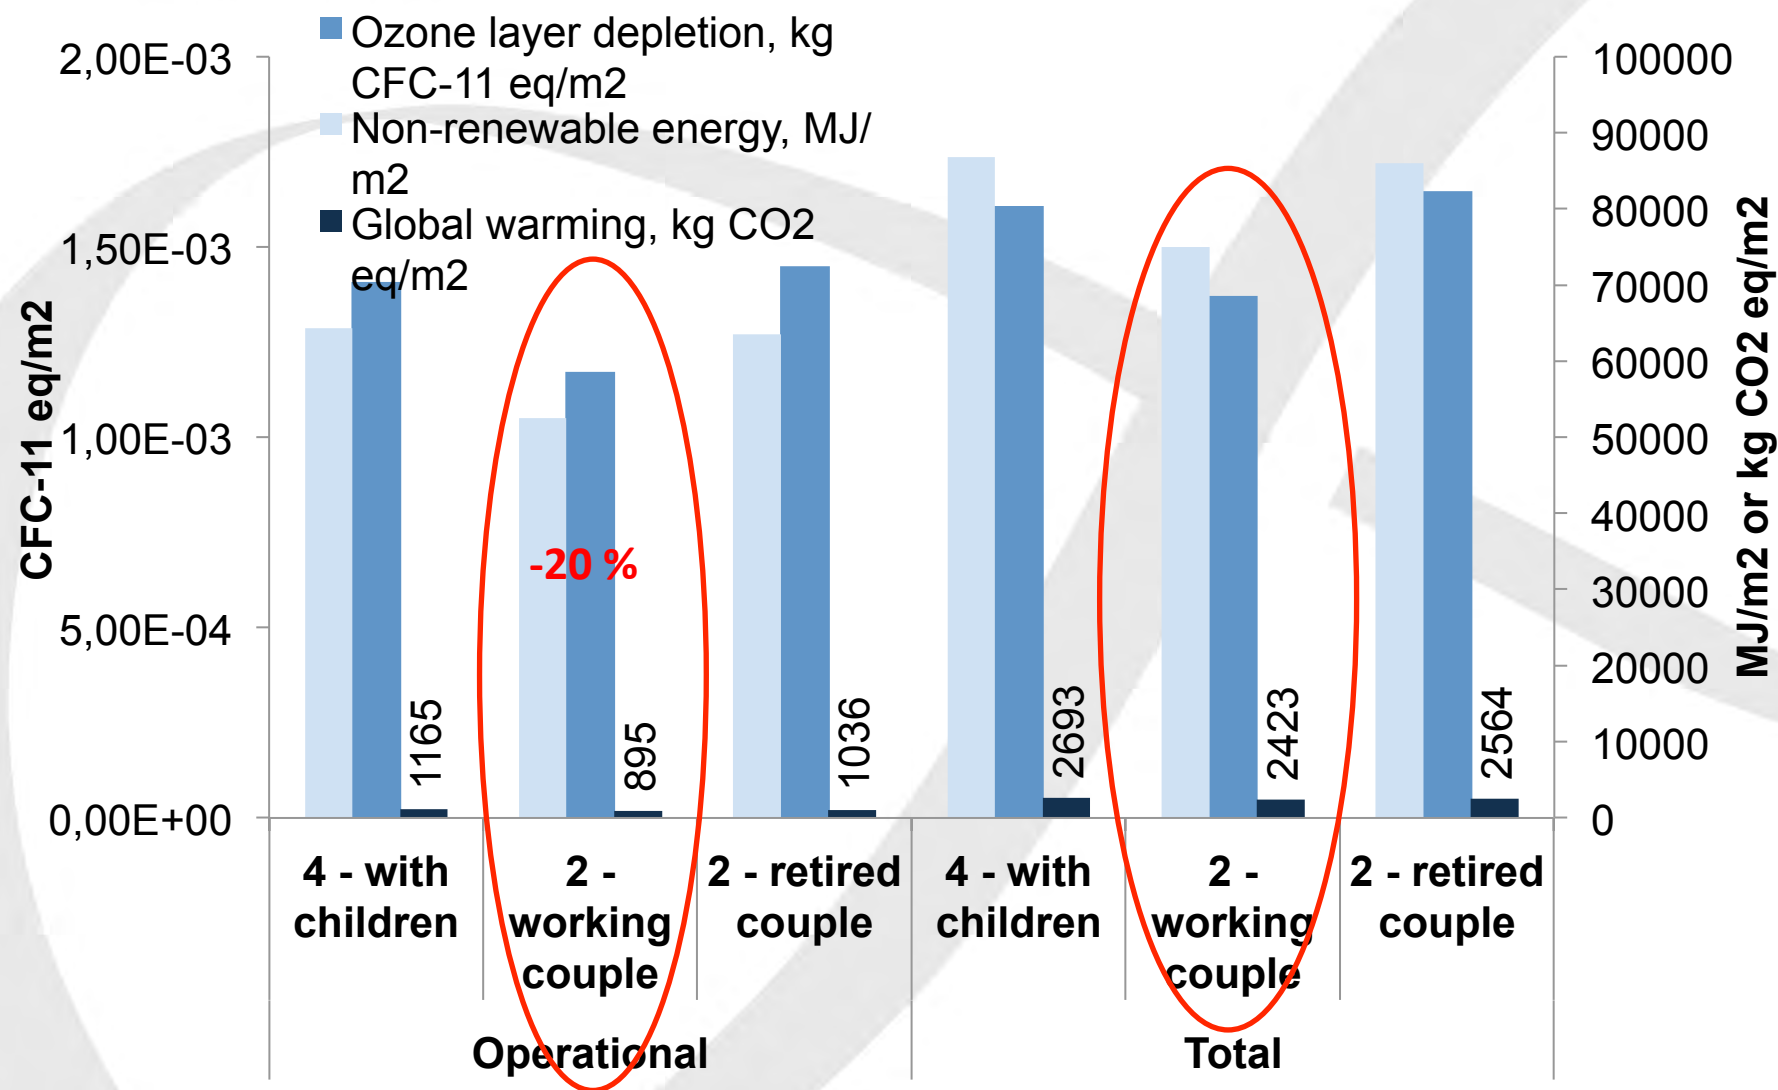 Ozone layer depletion, kg
CFC-11 eq/m2
Non-renewable energy, MJ/
m2
Global warming, kg CO2
eq/m2
2,00E-03
1,50E-03
1,00E-03
5,00E-04
0,00E+00
CFC-11 eq/m2
100000
90000
80000
70000
60000
50000
40000
30000
20000
10000
0
MJ/m2 or kg CO2 eq/m2
-20 %
1165
895
1036
2693
2423
2564
4 - with
children
2 -
working
couple
2 - retired
couple
4 - with
children
2 -
working
couple
2 - retired
couple
Operational
Total